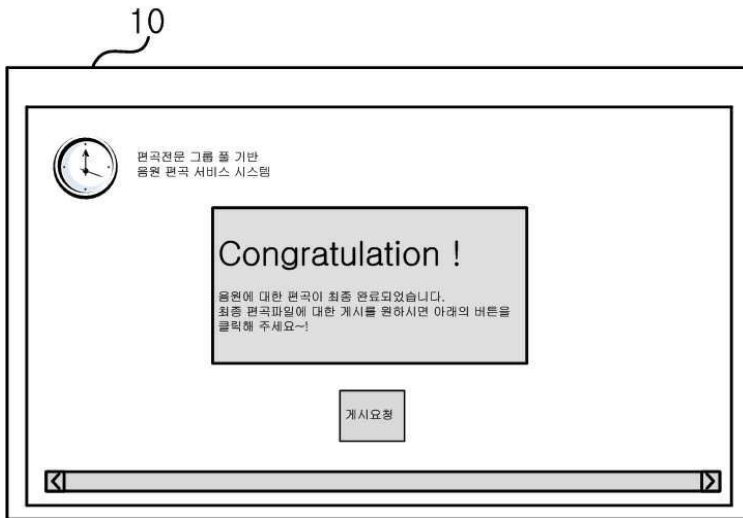 10
편곡전문 그룹 풀 기반
음원 편곡 서비스 시스템
Congratulation !
음원에 대한 편곡이 최종 완료되었습니다.
최종 편곡파일에 대한 게시를 원하시면 아래의 버튼을
클릭해 주세요~!
게시요청